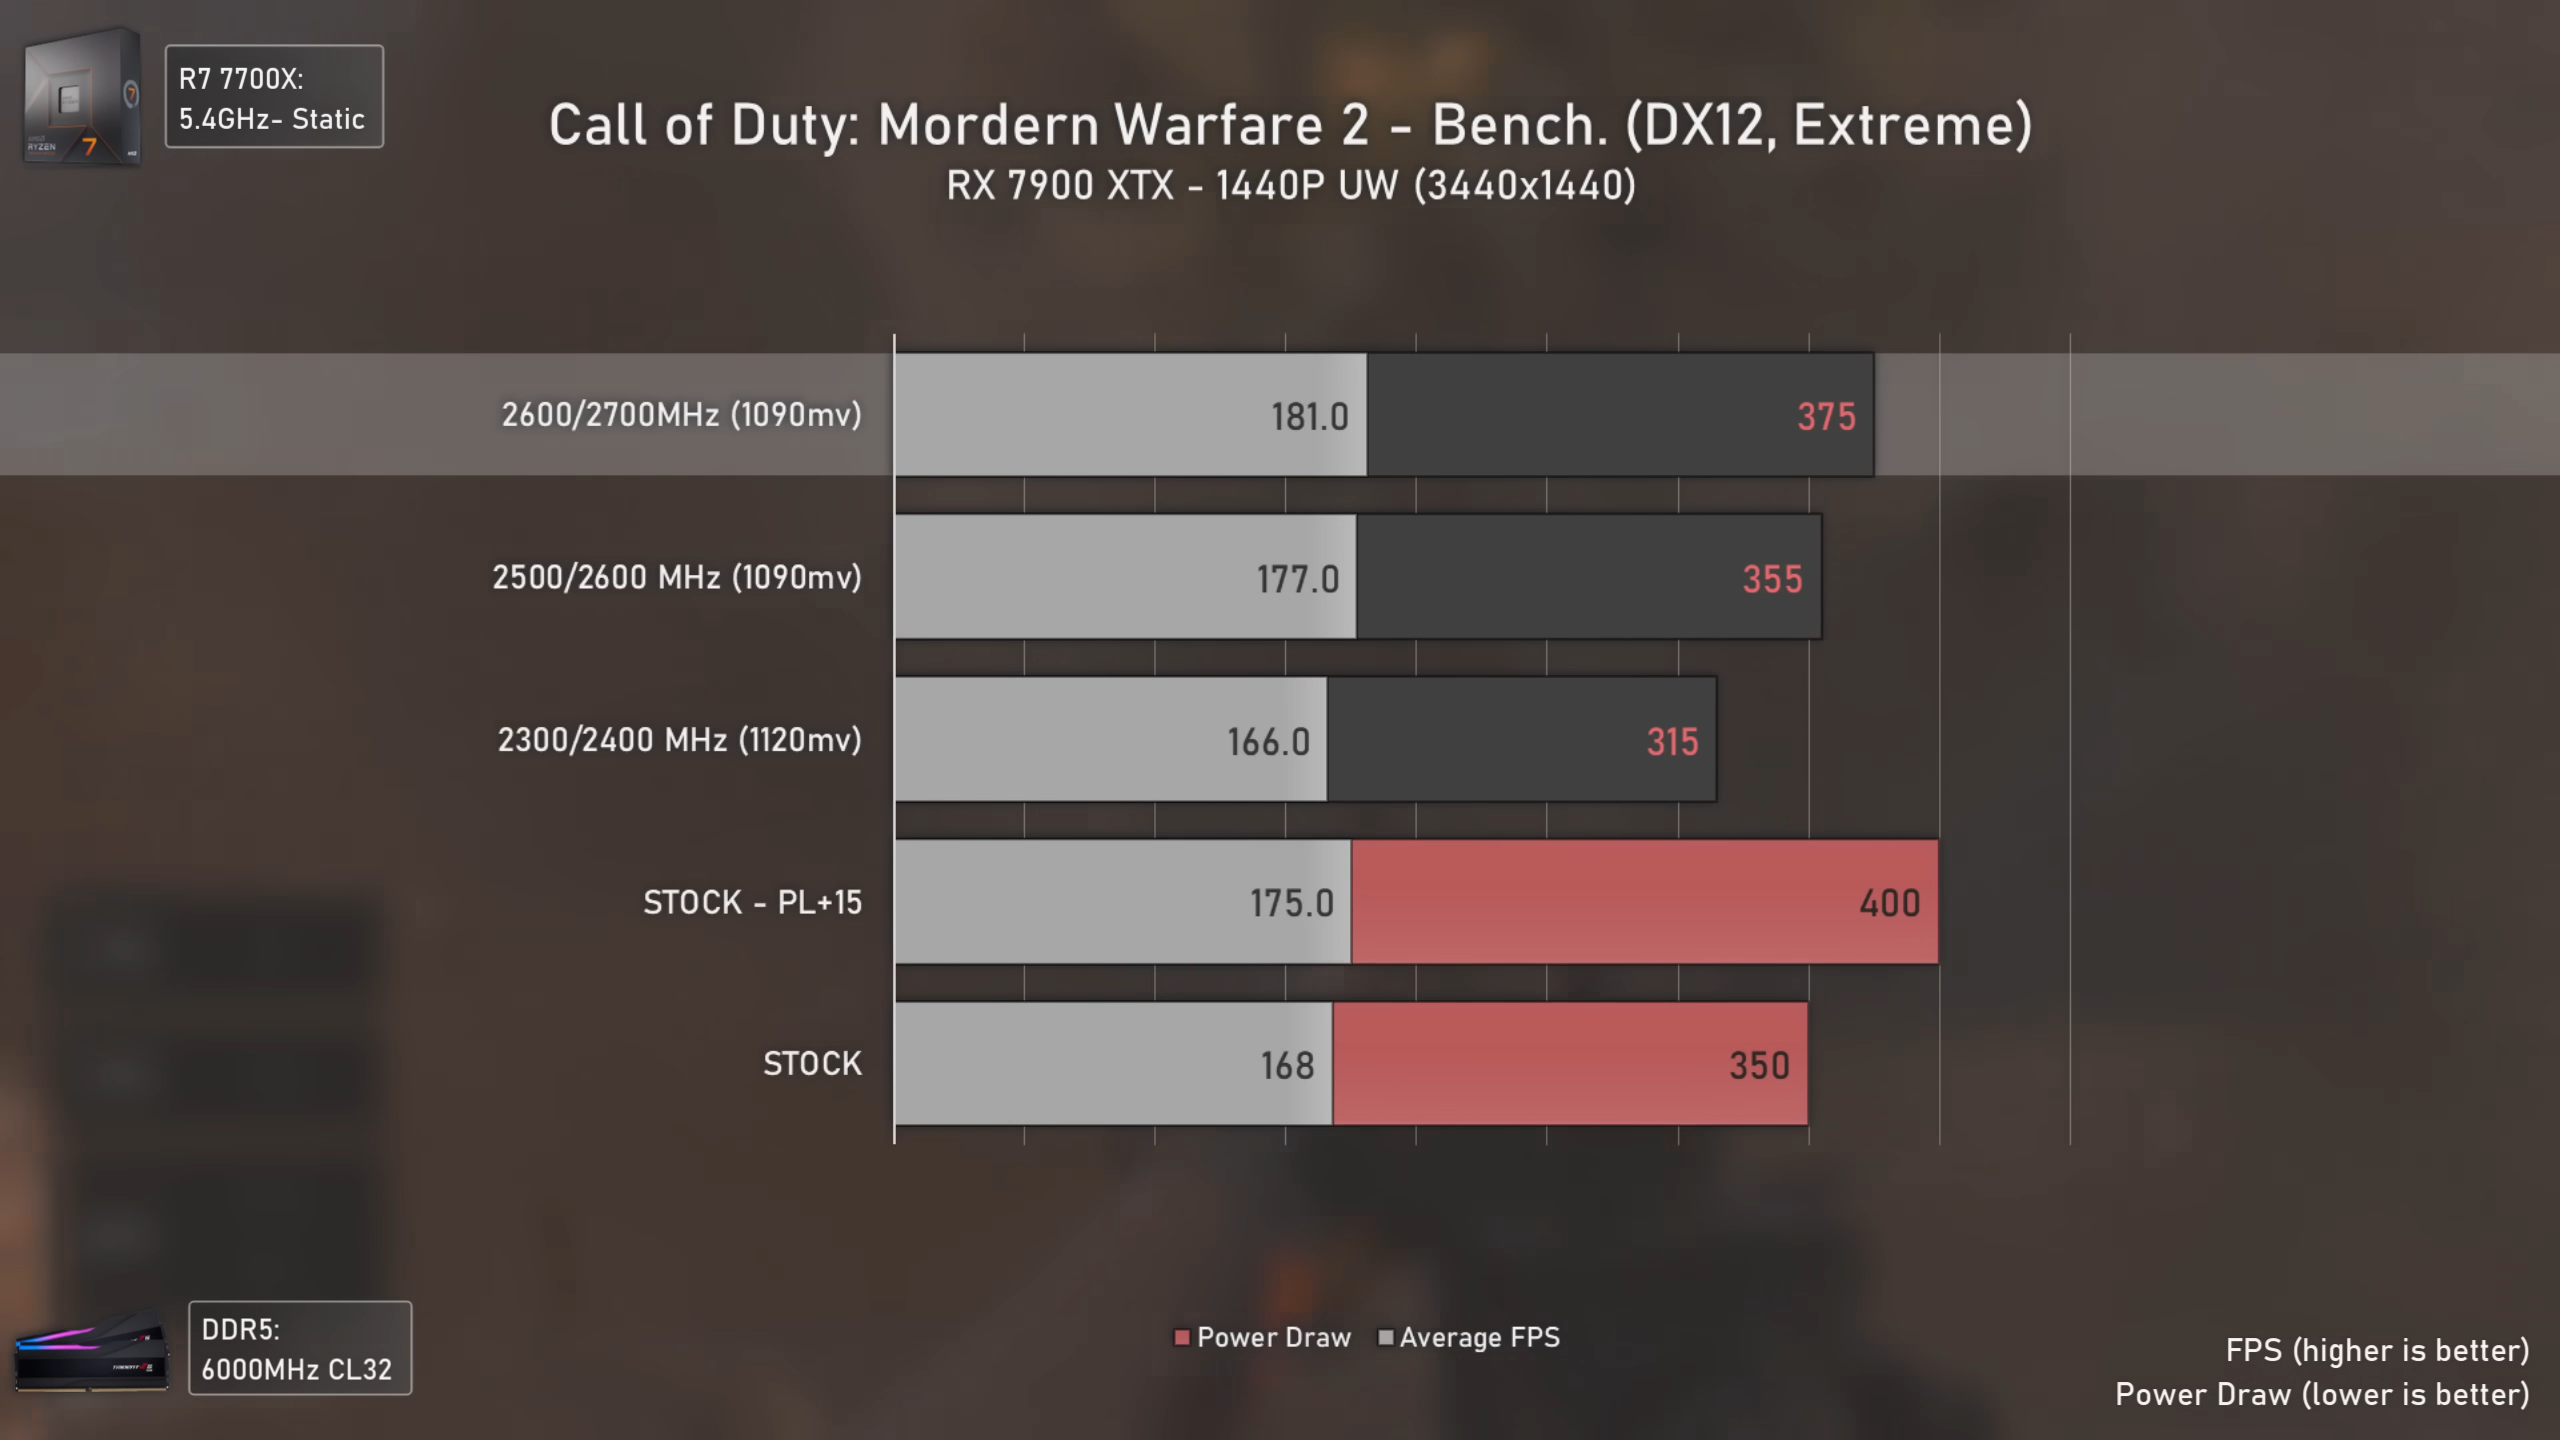 R7 7700X:
5.4GHz- Static
RYZEN
7
7
Call of Duty: Mordern Warfare 2 - Bench. (DX12, Extreme)
RX 7900 XTX - 1440P UW (3440x1440)
2600/2700MHz (1090mv) 181.0 375
2500/2600 MHz (1090mv) 177.0 355
2300/2400 MHz (1120mv) 166.0 315
STOCK - PL+15 175.0 400
STOCK 168 350
DDR5:
6000MHz CL32
Power Draw Average FPS
FPS (higher is better)
Power Draw (lower is better)